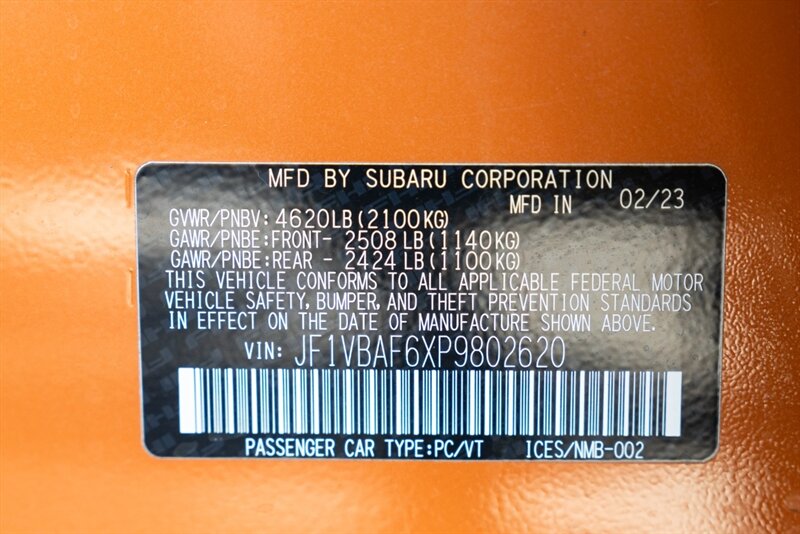 MFD BY SUBARU CORPORATION
MFD IN 02/23
GVWR/PNBV: 4620LB(2100KG)
GAWR/PNBE:FRONT- 2508 LB(1140KG)
GAWR/PNBE:REAR - 2424 LB(1100KG)
THIS VEHICLE CONFORMS TO ALL APPLICABLE FEDERAL MOTOR
VEHICLE SAFETY, BUMPER, AND THEFT PREVENTION STANDARDS
IN EFFECT ON THE DATE OF MANUFACTURE SHOWN ABOVE.
VIN: JF1VBAF6XP9802620
PASSENGER CAR TYPE:PC/VT ICES/NMB-002